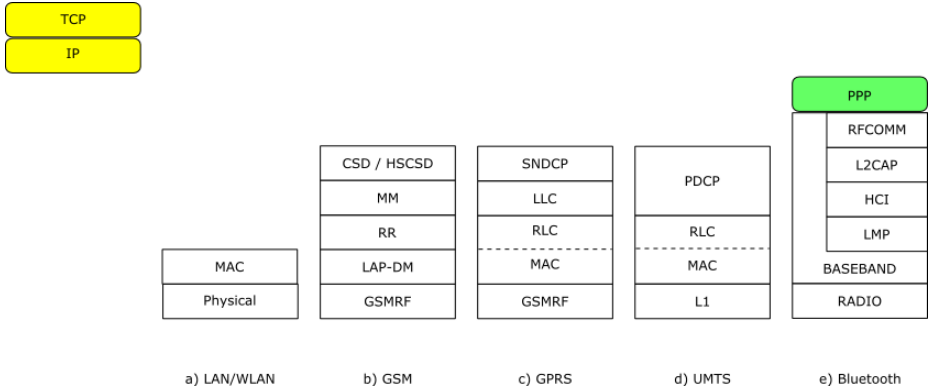 TCP
IP
MAC
Physical
a) LAN/WLAN
CSD / HSCSD
MM
RR
LAP-DM
GSMRF
b) GSM
SNDCP
LLC
RLC
MAC
GSMRF
c) GPRS
PDCP
RLC
MAC
L1
d) UMTS
PPP
RFCOMM
L2CAP
HCI
LMP
BASEBAND
RADIO
e) Bluetooth